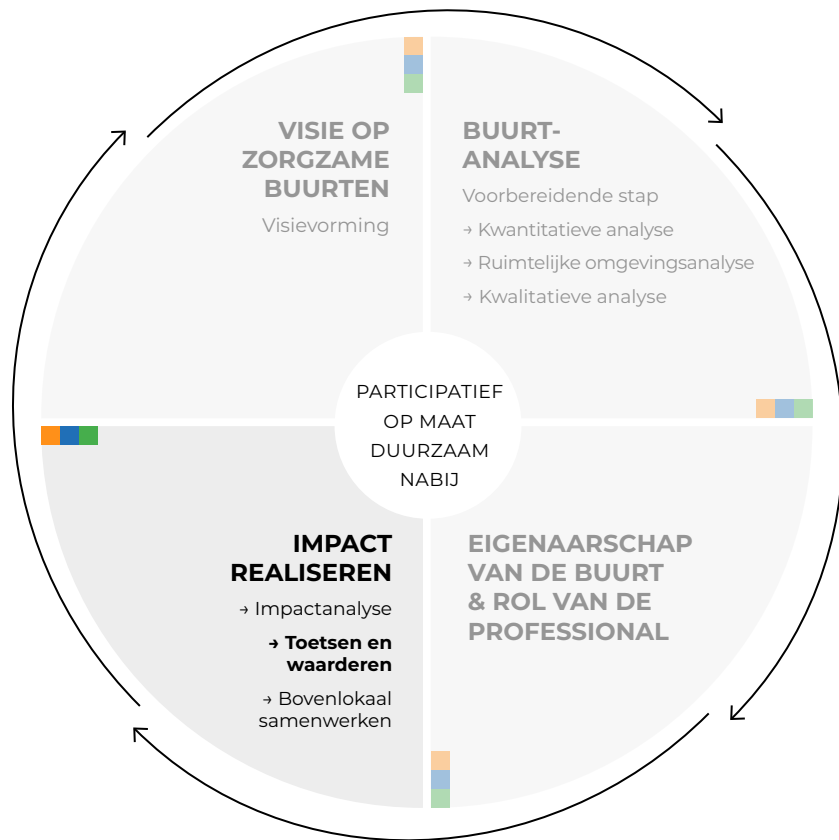 VISIE OP
ZORGZAME
BUURTEN
Visievorming
BUURT-
ANALYSE
Voorbereidende stap
→ Kwantitatieve analyse
→ Ruimtelijke omgevingsanalyse
→ Kwalitatieve analyse
PARTICIPATIEF
OP MAAT
DUURZAAM
NABIJ
IMPACT
REALISEREN
→ Impactanalyse
→ Toetsen en
waarderen
→ Bovenlokaal
samenwerken
EIGENAARSCHAP
VAN DE BUURT
& ROL VAN DE
PROFESSIONAL